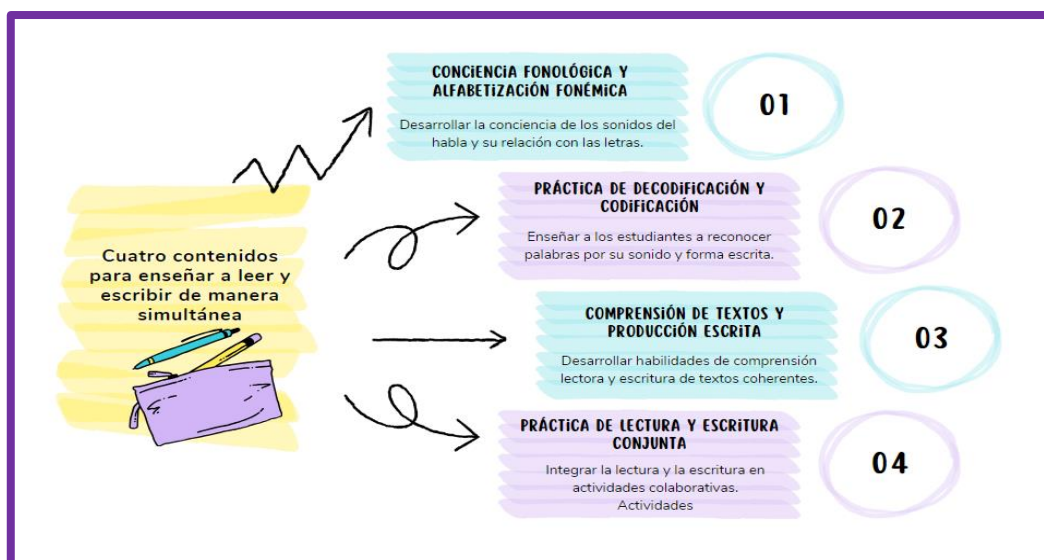 Cuatro contenidos
para enseñar a leer y
escribir de manera
simultánea
CONCIENCIA FONOLÓGICA Y
ALFABETIZACIÓN FONÉMICA
Desarrollar la conciencia de los sonidos del
habla y su relación con las letras.
01
PRÁCTICA DE DECODIFICACIÓN Y
CODIFICACIÓN
Enseñar a los estudiantes a reconocer
palabras por su sonido y forma escrita.
02
COMPRENSIÓN DE TEXTOS Y
PRODUCCIÓN ESCRITA
Desarrollar habilidades de comprensión
lectora y escritura de textos coherentes.
03
PRÁCTICA DE LECTURA Y ESCRITURA
CONJUNTA
Integrar la lectura y la escritura en
actividades colaborativas.
Actividades
04